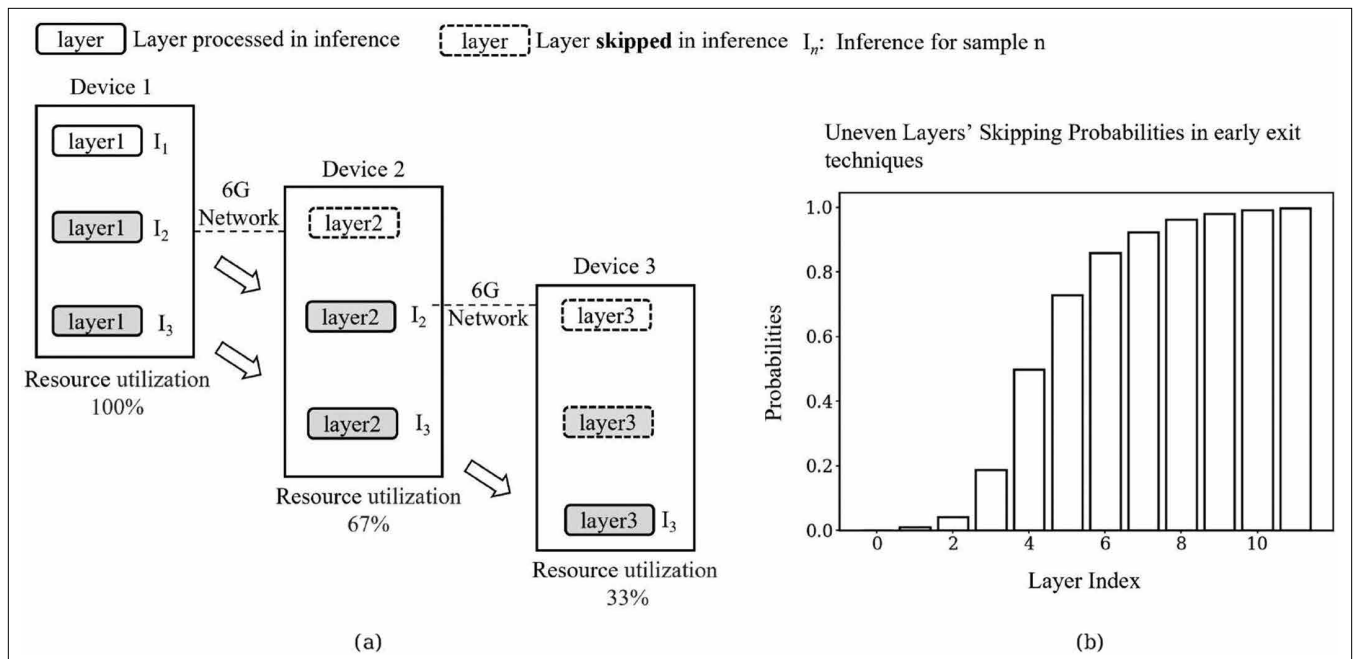 layer Layer processed in inference layer Layer skipped in inference Iₙ: Inference for sample n
Device 1
layer1 I₁
layer1 I₂
layer1 I₃
Resource utilization
100%
6G
Network
Device 2
layer2
layer2 I₂
layer2 I₃
Resource utilization
67%
6G
Network
Device 3
layer3
layer3
layer3 I₃
Resource utilization
33%
(a)
Uneven Layers’ Skipping Probabilities in early exit
techniques
Probabilities
1.0
0.8
0.6
0.4
0.2
0.0
0 2 4 6 8 10
Layer Index
(b)